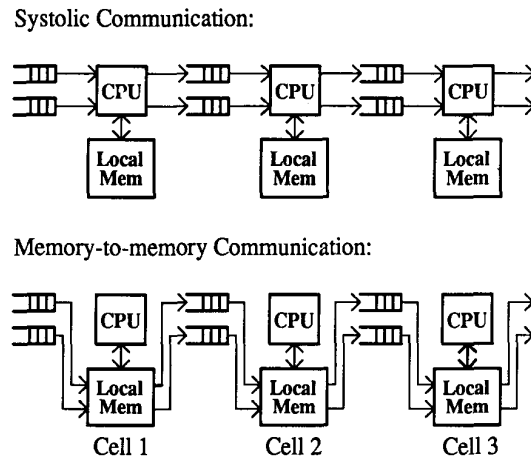 Systolic Communication:
CPU CPU CPU
Local Local Local
Mem Mem Mem
Memory-to-memory Communication:
CPU CPU CPU
Local Local Local
Mem Mem Mem
Cell 1 Cell 2 Cell 3